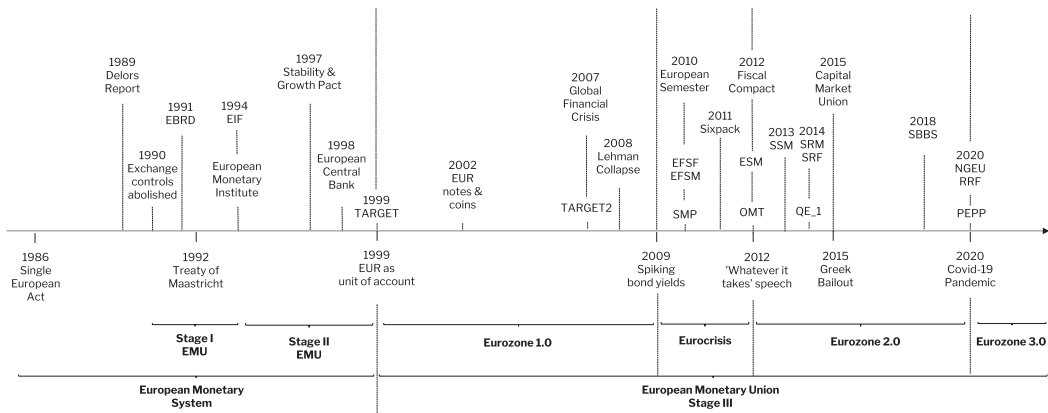 1989
Delors
Report
1990
Exchange
controls
abolished
1991
EBRD
1994
EIF
European
Monetary
Institute
1997
Stability &
Growth Pact
1998
European
Central
Bank
1999
TARGET
2002
EUR
notes &
coins
2007
Global
Financial
Crisis
TARGET2
2008
Lehman
Collapse
2010
European
Semester
EFSF
EFSM
SMP
2011
Sixpack
2012
Fiscal
Compact
ESM
OMT
2013
SSM
2014
SRM
SRF
QE_1
2015
Capital
Market
Union
2018
SBBS
2020
NGEU
RRF
PEPP
1986
Single
European
Act
1992
Treaty of
Maastricht
1999
EUR as
unit of account
2009
Spiking
bond yields
2012
'Whatever it
takes' speech
2015
Greek
Bailout
2020
Covid-19
Pandemic
Stage I
EMU
Stage II
EMU
Eurozone 1.0
Eurocrisis
Eurozone 2.0
Eurozone 3.0
European Monetary
System
European Monetary Union
Stage III